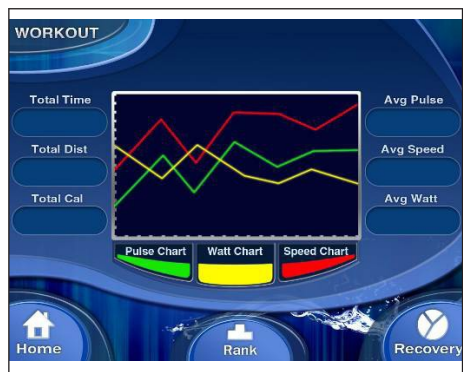 WORKOUT
Total Time
Avg Pulse
Total Dist
Avg Speed
Total Cal
Avg Watt
Pulse Chart
Watt Chart
Speed Chart
Home
Rank
Recovery